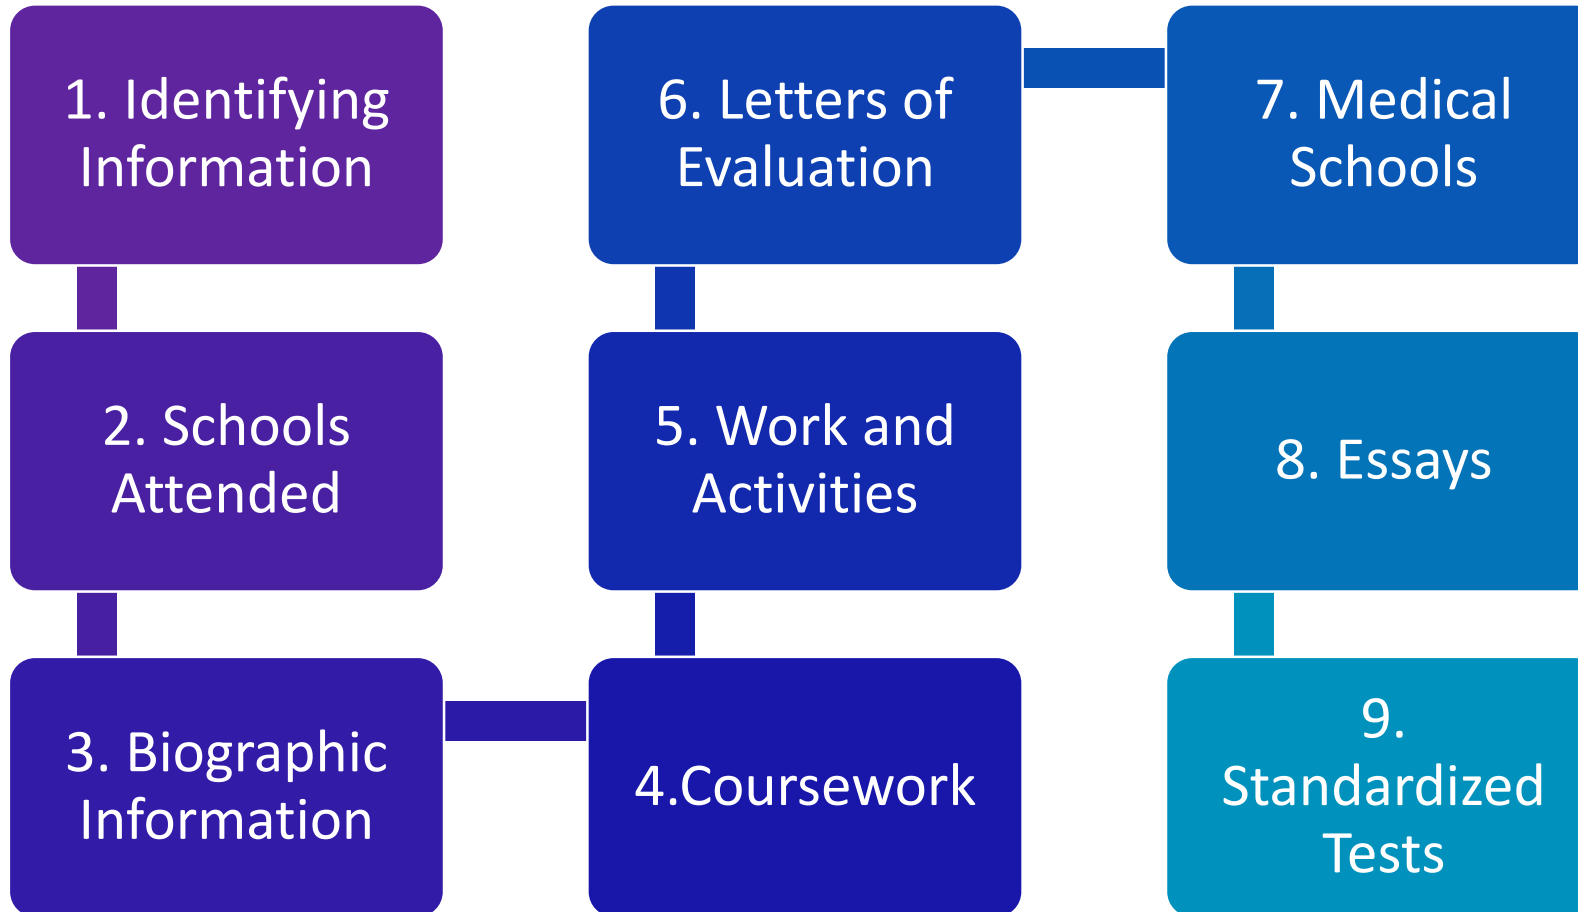 1. Identifying
Information
2. Schools
Attended
3. Biographic
Information
4.Coursework
5. Work and
Activities
6. Letters of
Evaluation
7. Medical
Schools
8. Essays
9.
Standardized
Tests